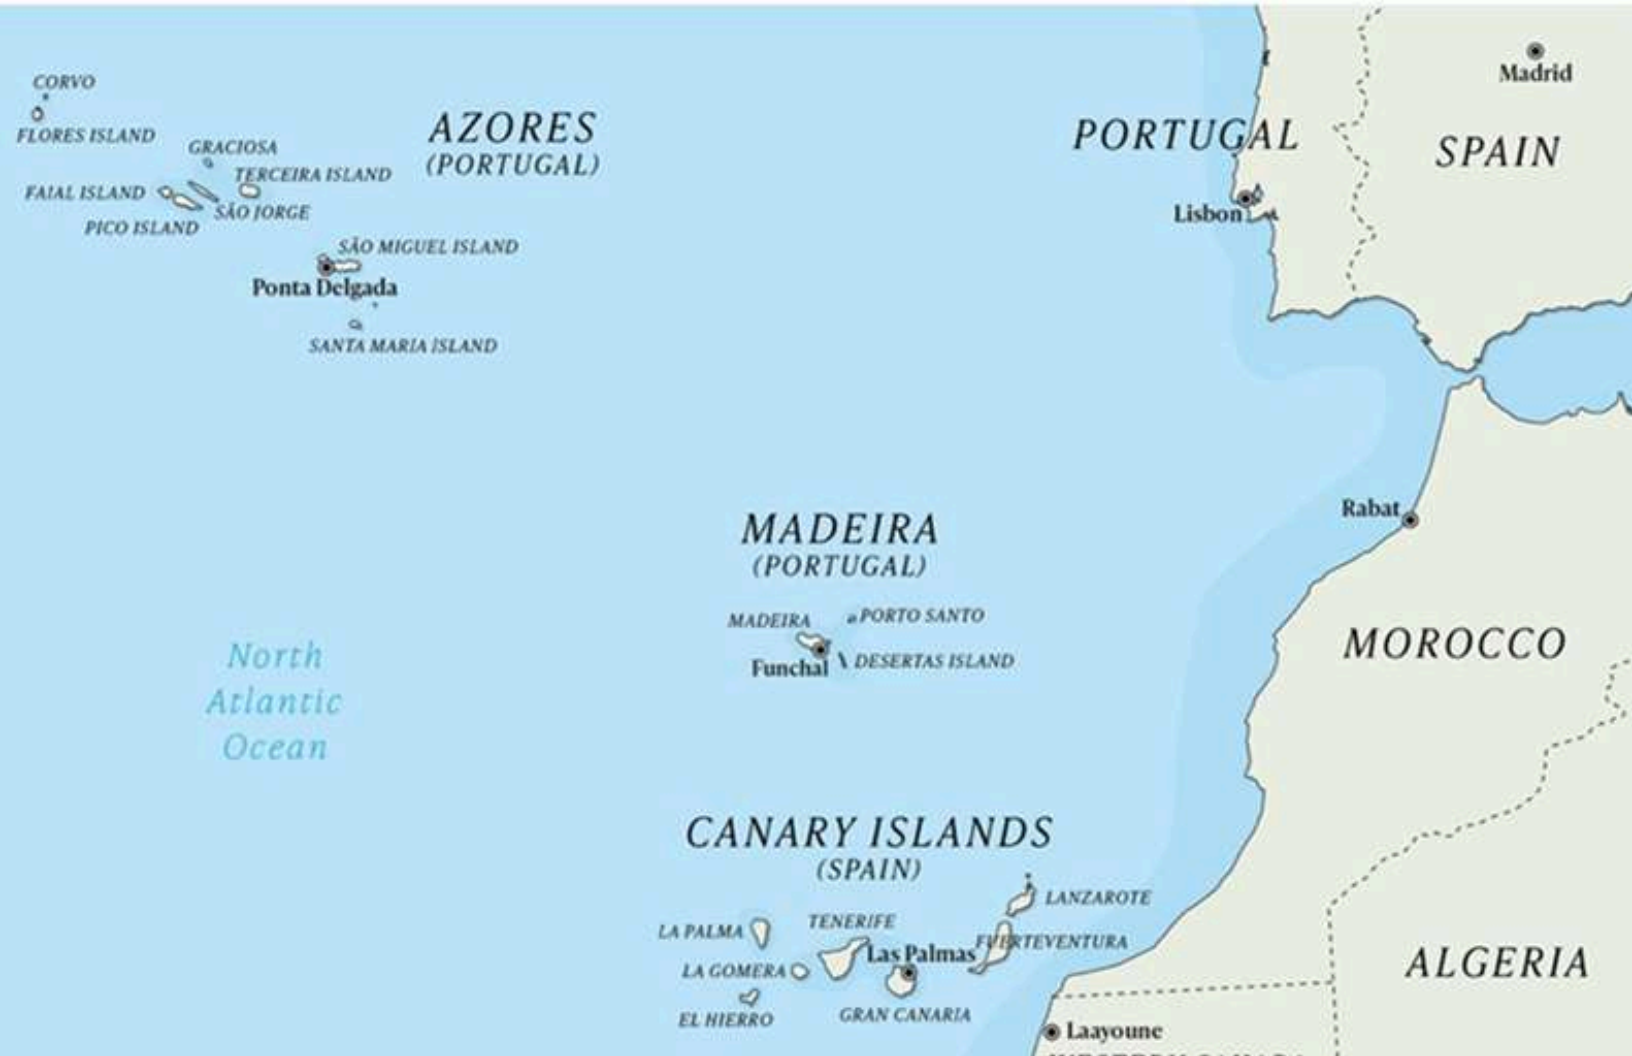 CORVO
FLORES ISLAND
GRACIOSA
TERCEIRA ISLAND
FAIAL ISLAND
SÃO JORGE
PICO ISLAND
AZORES
(PORTUGAL)
SÃO MIGUEL ISLAND
Ponta Delgada
SANTA MARIA ISLAND
PORTUGAL
Lisbon
Madrid
SPAIN
Rabat
MOROCCO
MADEIRA
(PORTUGAL)
MADEIRA
PORTO SANTO
Funchal
DESERTAS ISLAND
North
Atlantic
Ocean
CANARY ISLANDS
(SPAIN)
LANZAROTE
LA PALMA
TENERIFE
Las Palmas
FUERTEVENTURA
LA GOMERA
EL HIERRO
GRAN CANARIA
ALGERIA
Laayoune